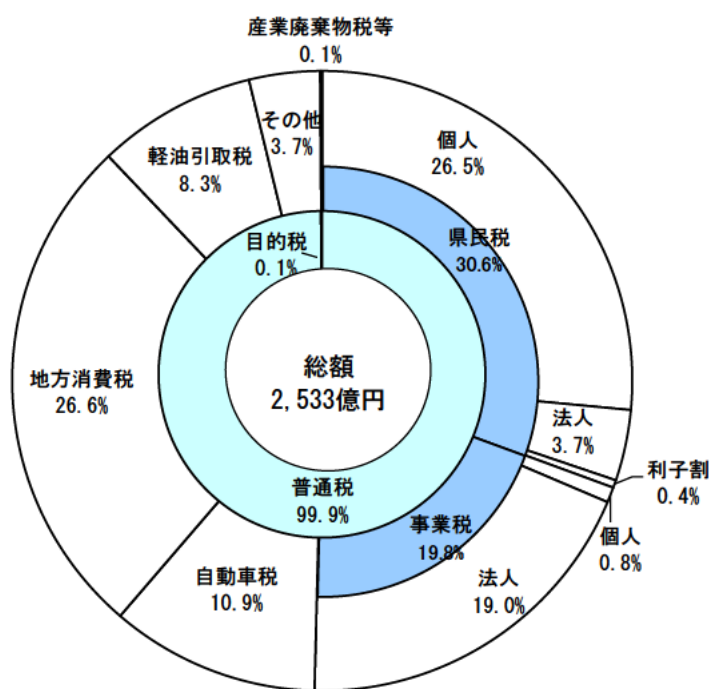 産業廃棄物税等
0.1%
その他
3.7%
軽油引取税
8.3%
個人
26.5%
県民税
30.6%
目的税
0.1%
総額
2,533億円
地方消費税
26.6%
法人
3.7%
利子割
0.4%
個人
0.8%
普通税
99.9%
事業税
19.8%
法人
19.0%
自動車税
10.9%